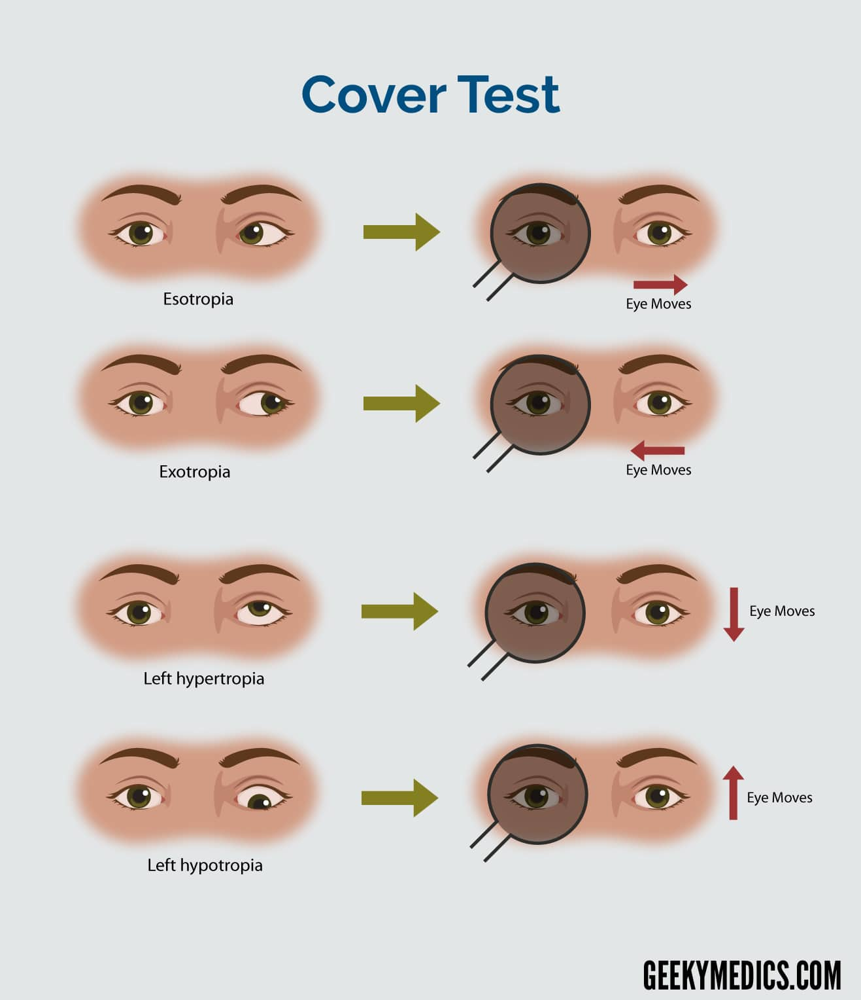 Cover Test
Esotropia
Eye Moves
Exotropia
Eye Moves
Left hypertropia
Eye Moves
Left hypotropia
Eye Moves
GEEKYMEDICS.COM